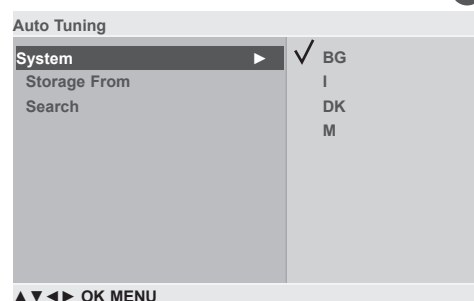 Auto Tuning
System ► ✓ BG
Storage From I
Search DK
M
▲▼◄► OK MENU